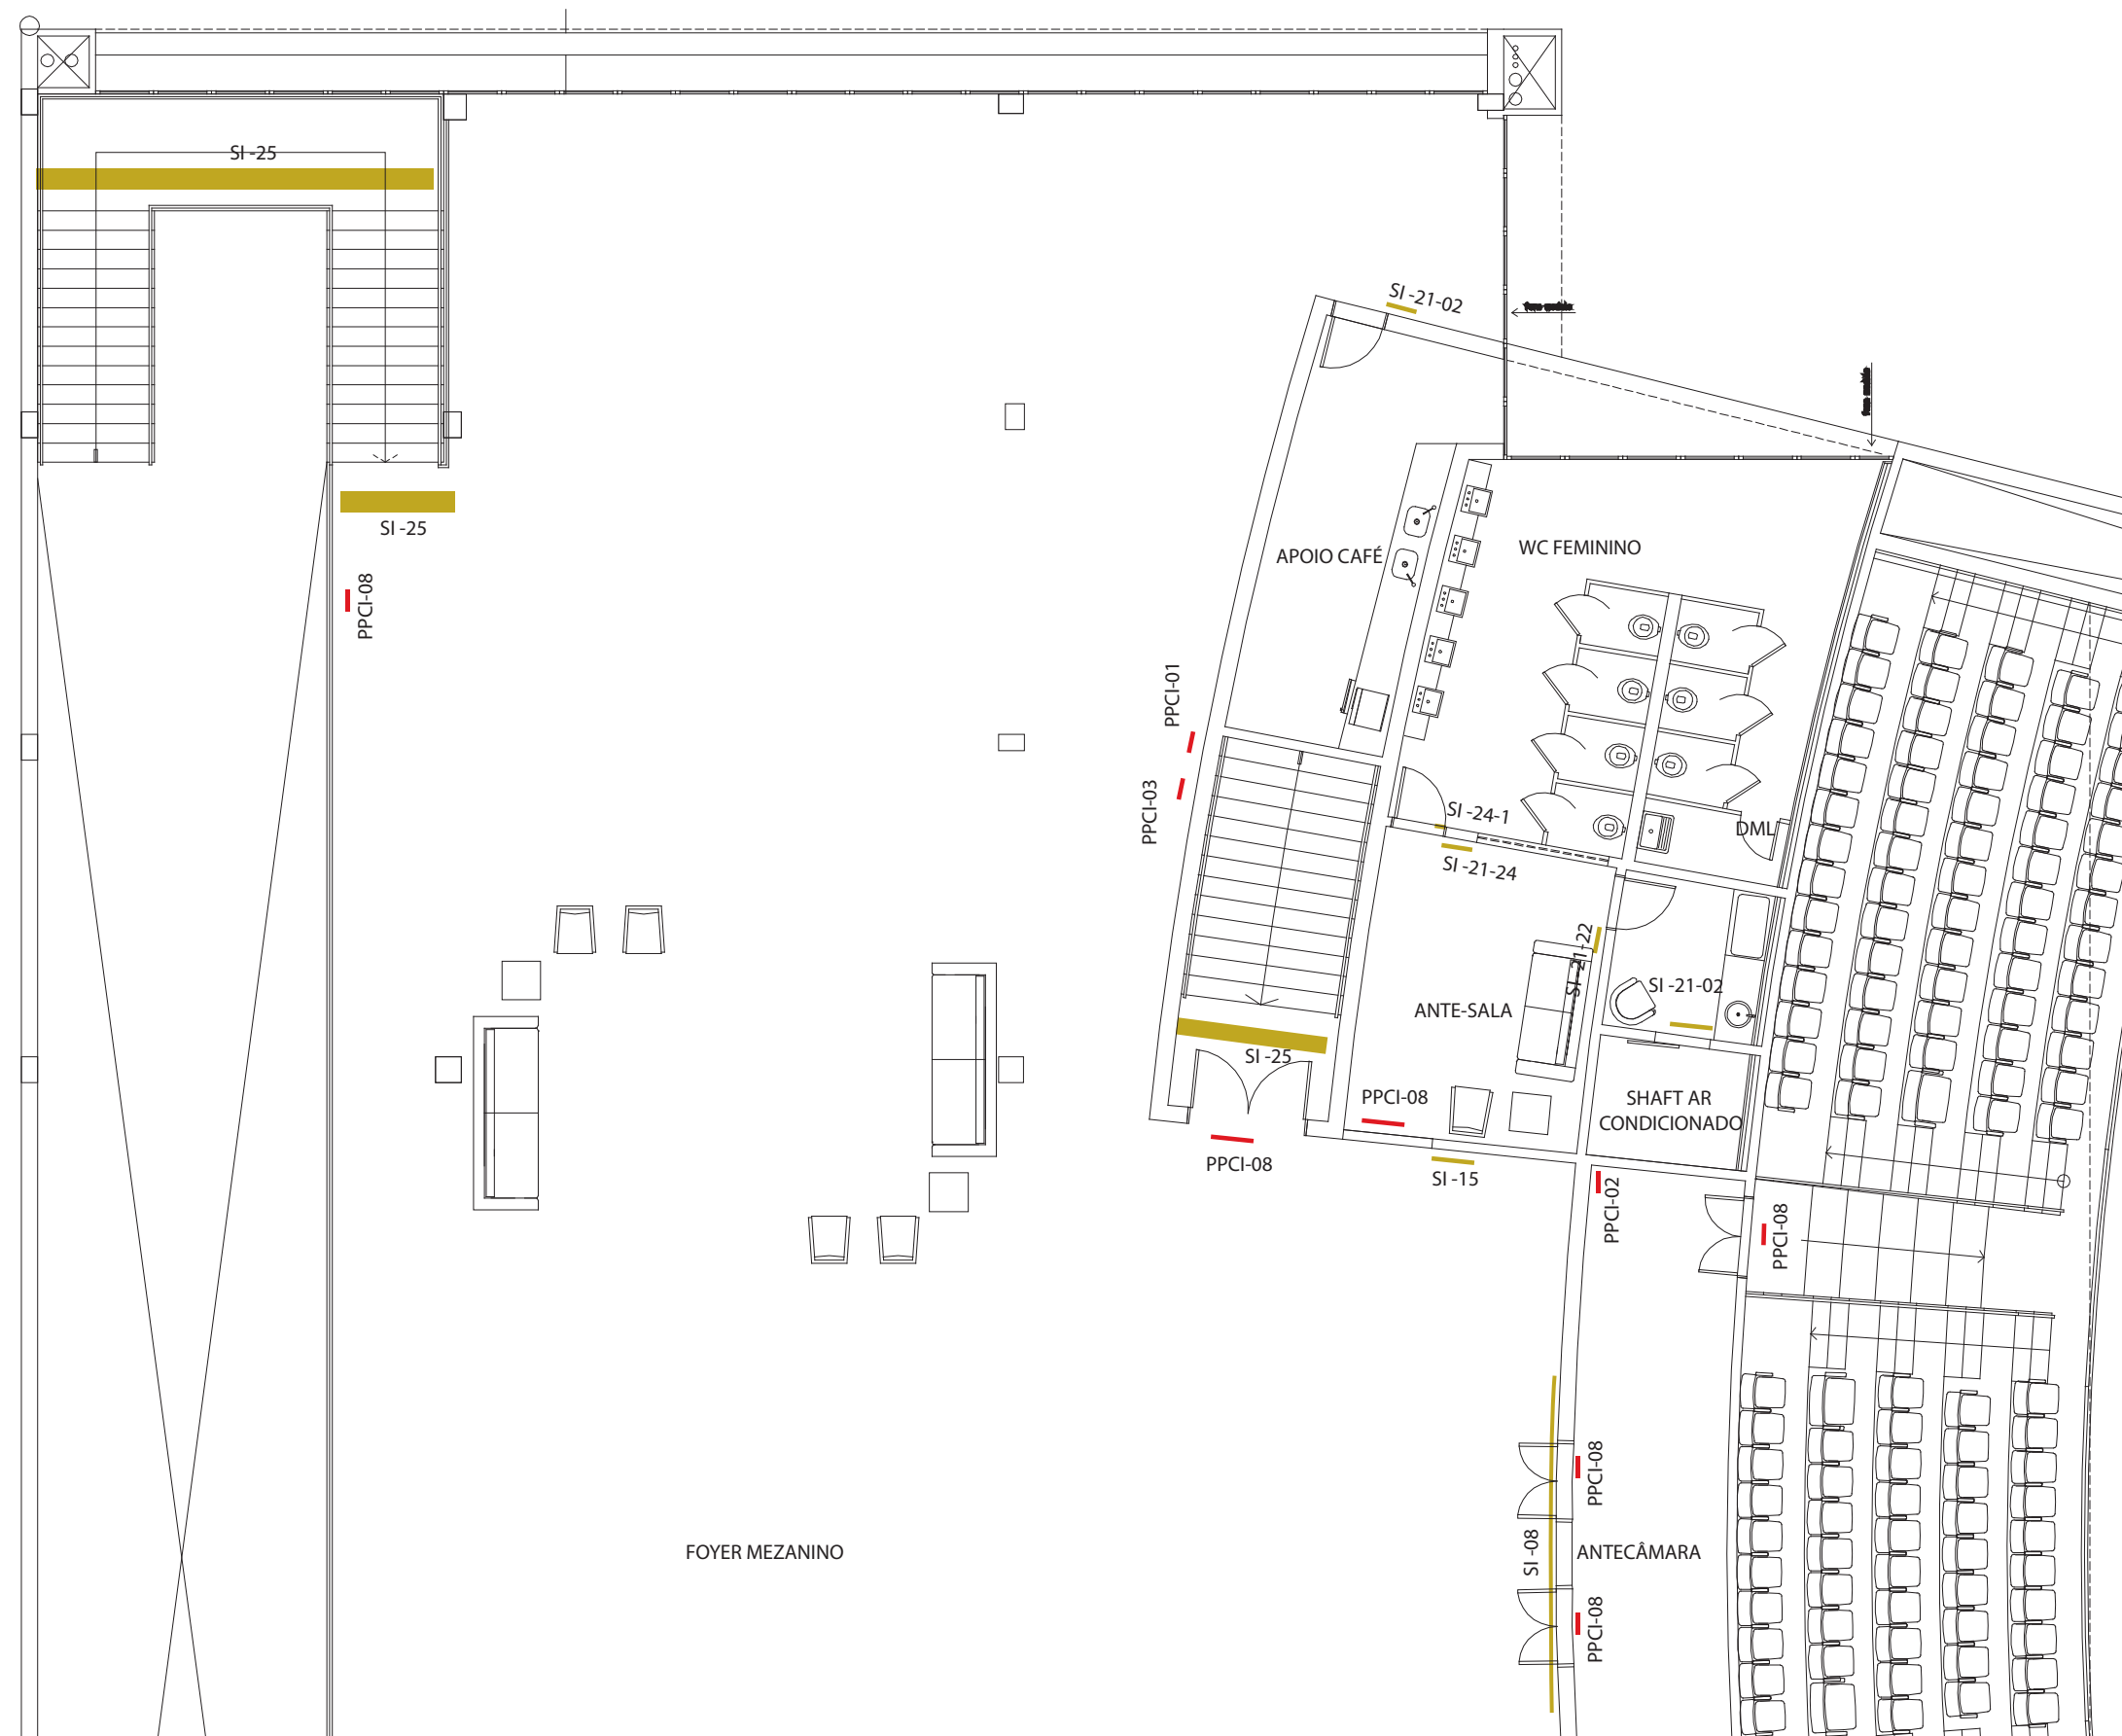 SI -25
SI -21-02
SI -25
APOIO CAFÉ
WC FEMININO
PPCI-08
PPCI-01
PPCI-03
SI -24-1
DML
SI -21-24
SI -21-22
SI -21-02
ANTE-SALA
SI -25
PPCI-08
SHAFT AR
CONDICIONADO
PPCI-08
SI -15
PPCI-02
PPCI-08
PPCI-08
SI -08
FOYER MEZANINO
ANTECÂMARA
PPCI-08